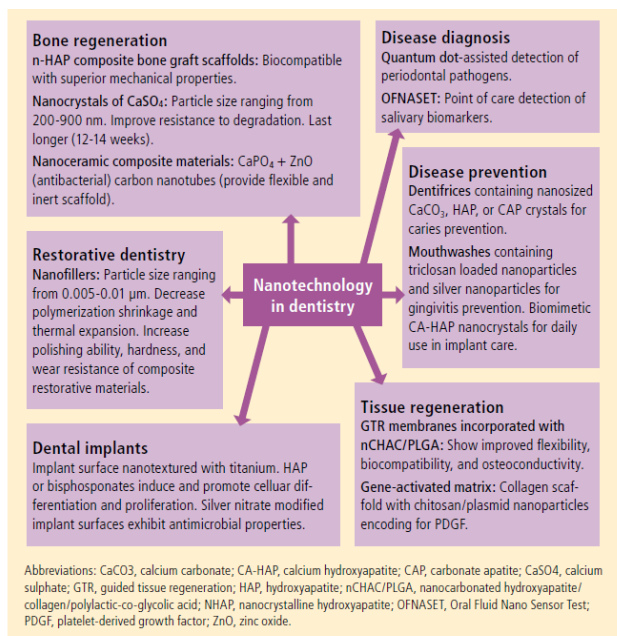 Bone regeneration
n-HAP composite bone graft scaffolds: Biocompatible
with superior mechanical properties.
Nanocrystals of CaSO4: Particle size ranging from
200-900 nm. Improve resistance to degradation. Last
longer (12-14 weeks).
Nanoceramic composite materials: CaPO4 + ZnO
(antibacterial) carbon nanotubes (provide flexible and
inert scaffold).
Disease diagnosis
Quantum dot-assisted detection of
periodontal pathogens.
OFNASET: Point of care detection of
salivary biomarkers.
Disease prevention
Dentifrices containing nanosized
CaCO3, HAP, or CAP crystals for
caries prevention.
Mouthwashes containing
triclosan loaded nanoparticles
and silver nanoparticles for
gingivitis prevention. Biomimetic
CA-HAP nanocrystals for daily
use in implant care.
Restorative dentistry
Nanofillers: Particle size ranging
from 0.005-0.01 µm. Decrease
polymerization shrinkage and
thermal expansion. Increase
polishing ability, hardness, and
wear resistance of composite
restorative materials.
Nanotechnology
in dentistry
Tissue regeneration
GTR membranes incorporated with
nCHAC/PLGA: Show improved flexibility,
biocompatibility, and osteoconductivity.
Gene-activated matrix: Collagen scaf-
fold with chitosan/plasmid nanoparticles
encoding for PDGF.
Dental implants
Implant surface nanotextured with titanium. HAP
or bisphponates induce and promote celluar dif-
ferentiation and proliferation. Silver nitrate modified
implant surfaces exhibit antimicrobial properties.
Abbreviations: CaCO3, calcium carbonate; CA-HAP, calcium hydroxyapatite; CAP, carbonate apatite; CaSO4, calcium
sulphate; GTR, guided tissue regeneration; HAP, hydroxyapatite; nCHAC/PLGA, nanocarbonated hydroxyapatite/
collagen/polylactic-co-glycolic acid; NHAP, nanocrystalline hydroxyapatite; OFNASET, Oral Fluid Nano Sensor Test;
PDGF, platelet-derived growth factor; ZnO, zinc oxide.